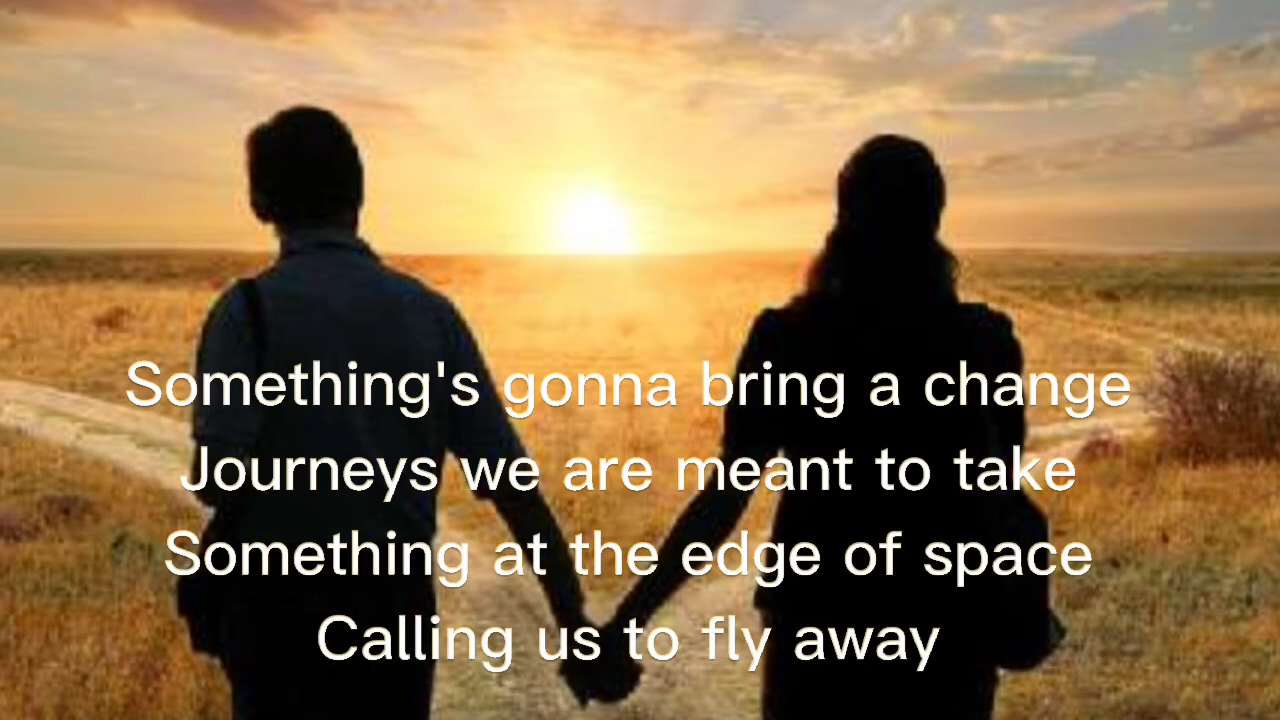 Something's gonna bring a change
Journeys we are meant to take
Something at the edge of space
Calling us to fly away